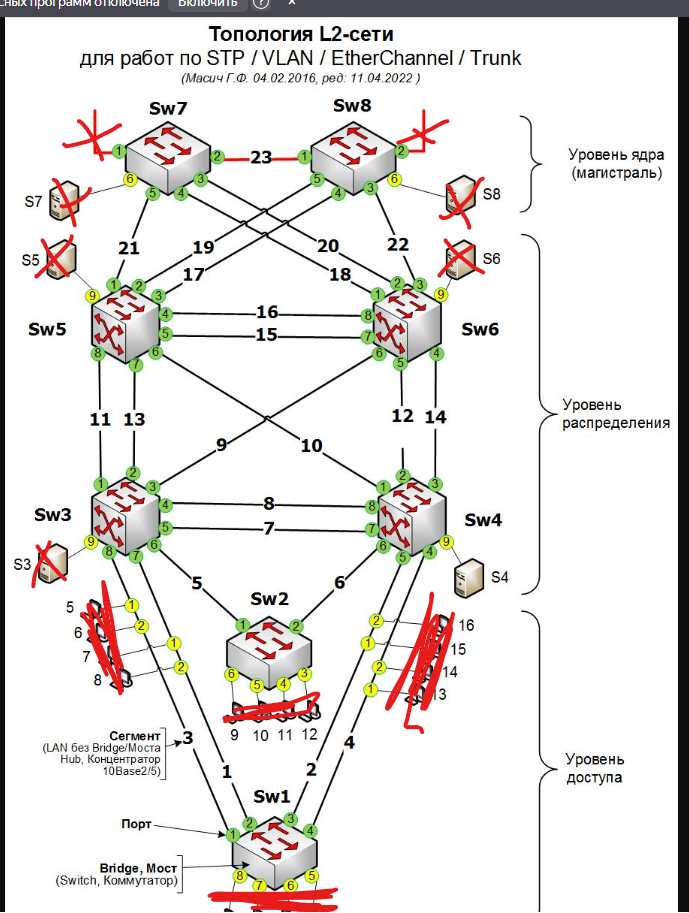 сных программ отключена Включить ? ×
Топология L2-сети
для работ по STP / VLAN / EtherChannel / Trunk
(Масич Г.Ф. 04.02.2016, ред: 11.04.2022 )
Sw7 Sw8
1 2 23 1 2
6 5 4 3 5 4 3 6
Уровень ядра
(магистраль)
S7 S8
21 19 20 22
17 18
S5 S6
9 1 2 3 1 2 3 9
Sw5 4 16 8 Sw6
5 15 7
8 7 6 6 5 4
11 13 12 14
Уровень
распределения
9 10
1 2 3 1 2 3
Sw3 4 8 8 Sw4
5 7 7
9 8 7 6 6 5 4 9
S3 S4
5 6
Sw2
1 2
5 1
6 2
7 1
8 2
2 16
1 15
2 14
1 13
6 5 4 3
9 10 11 12
Сегмент
(LAN без Bridge/Моста
Hub, Концентратор
10Base2/5)
3 1 2 4
Уровень
доступа
Sw1
Порт
1 2 3 4
Bridge, Мост
(Switch, Коммутатор)
8 7 6 5